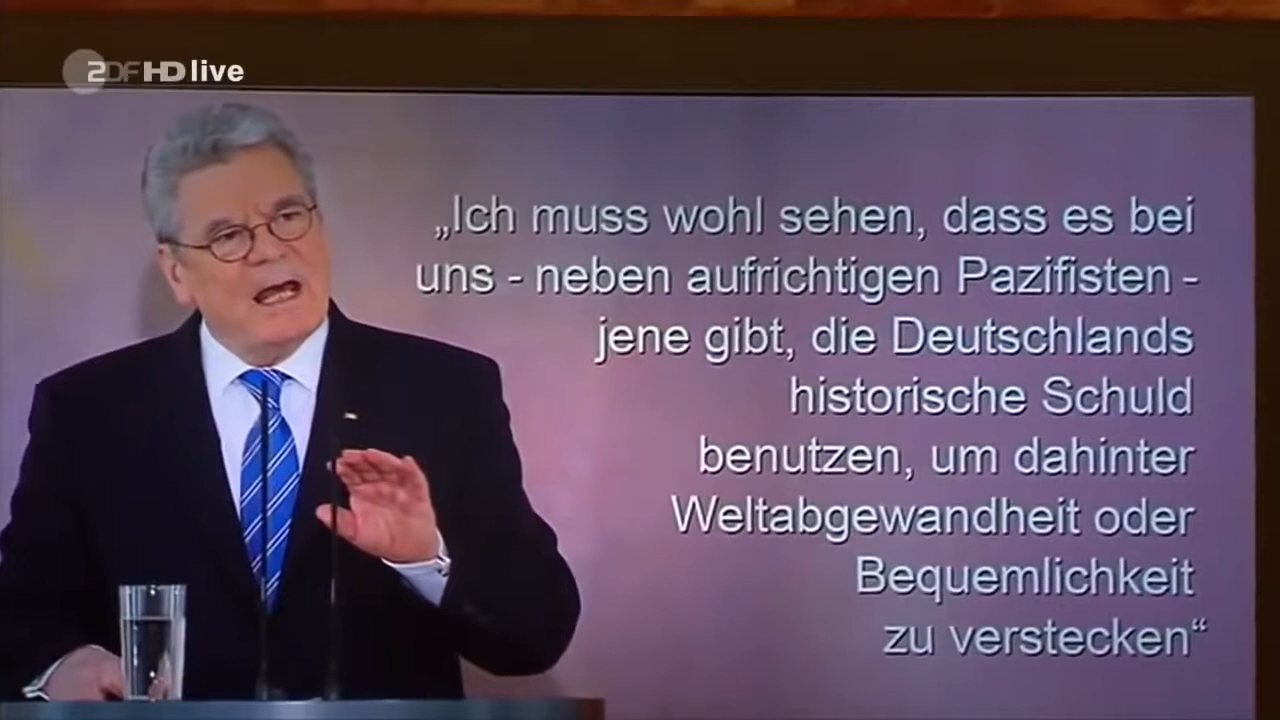 ZDF HD live
„Ich muss wohl sehen, dass es bei
uns - neben aufrichtigen Pazifisten -
jene gibt, die Deutschlands
historische Schuld
benutzen, um dahinter
Weltabgewandheit oder
Bequemlichkeit
zu verstecken“